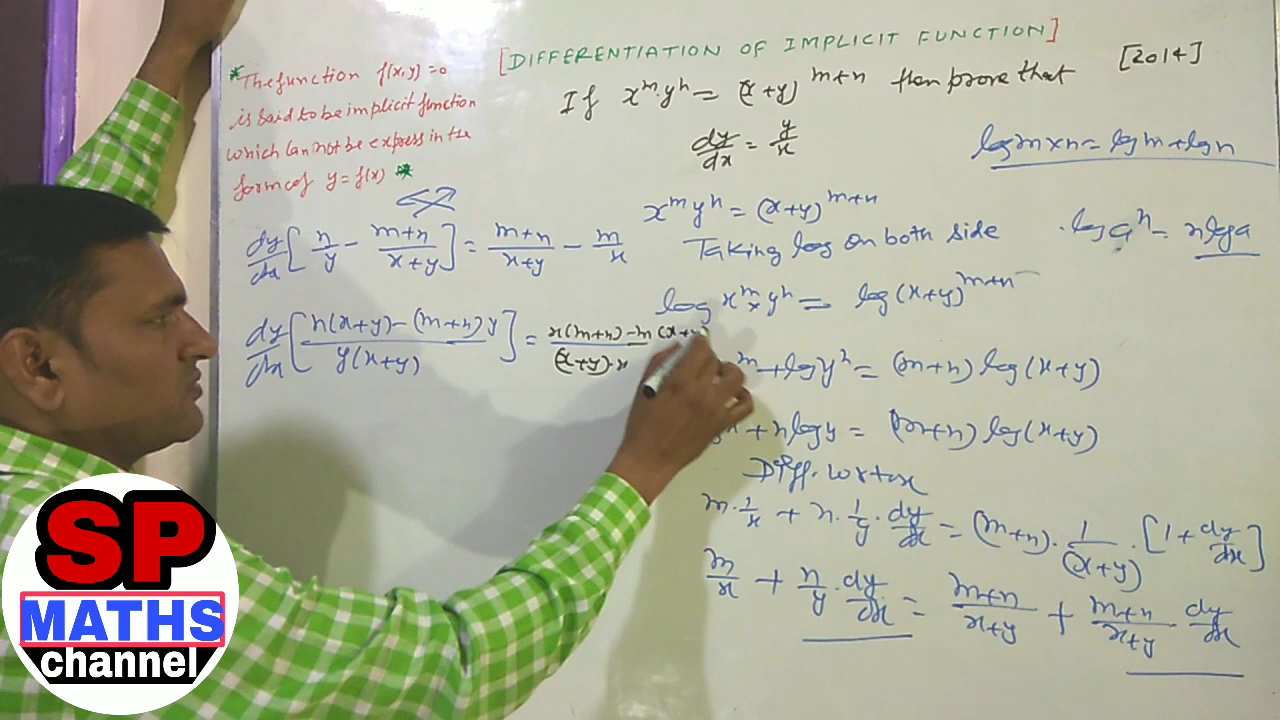 [DIFFERENTIATION OF IMPLICIT FUNCTION]
[2014]
If x^m.y^n = (x+y)^m+n then prove that
dy/dx = y/x
* The function f(x,y)=0
is said to be implicit function
which can not be express in the
form of y=f(x) *
log m×n = log m + log n
log a^n = n log a
x^m y^n = (x+y)^m+n
Taking log on both side
log x^m × y^n = log (x+y)^m+n
m + log y^n = (m+n) log (x+y)
x + n log y = (m+n) log (x+y)
Diff. w.r.to x
m.1/x + n.1/y.dy/dx = (m+n).1/(x+y).[1+dy/dx]
m/x + n/y.dy/dx = m+n/x+y + m+n/x+y dy/dx
dy/dx [n/y - m+n/x+y] = m+n/x+y - m/x
dy/dx [n(x+y)-(m+n)y/y(x+y)] = x(m+n)-m(x+y)/(x+y).x
SP
MATHS
channel